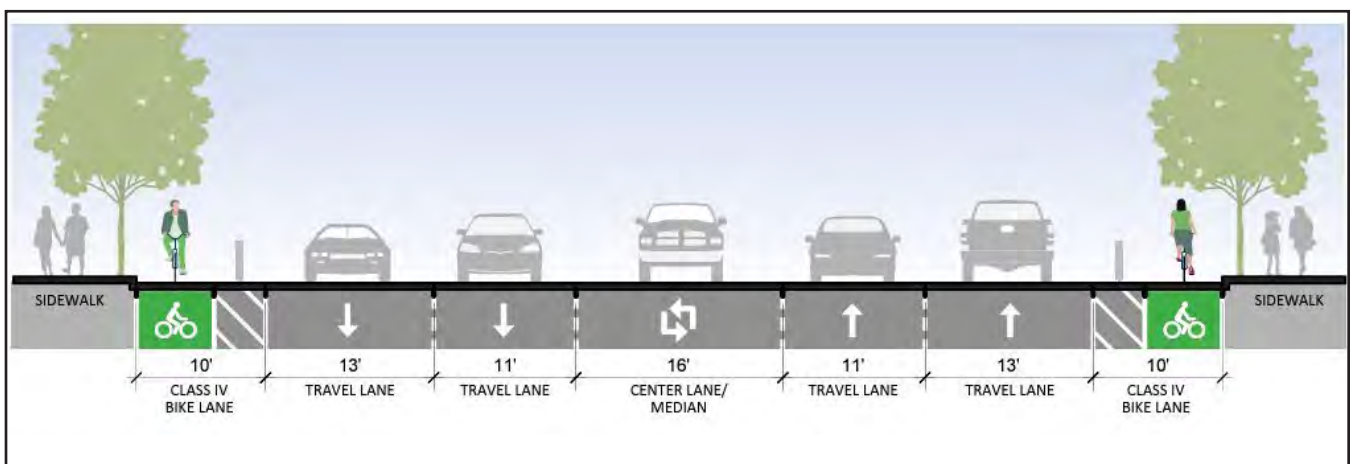 SIDEWALK
SIDEWALK
10'
13'
11'
16'
11'
13'
10'
CLASS IV
BIKE LANE
TRAVEL LANE
TRAVEL LANE
CENTER LANE/
MEDIAN
TRAVEL LANE
TRAVEL LANE
CLASS IV
BIKE LANE